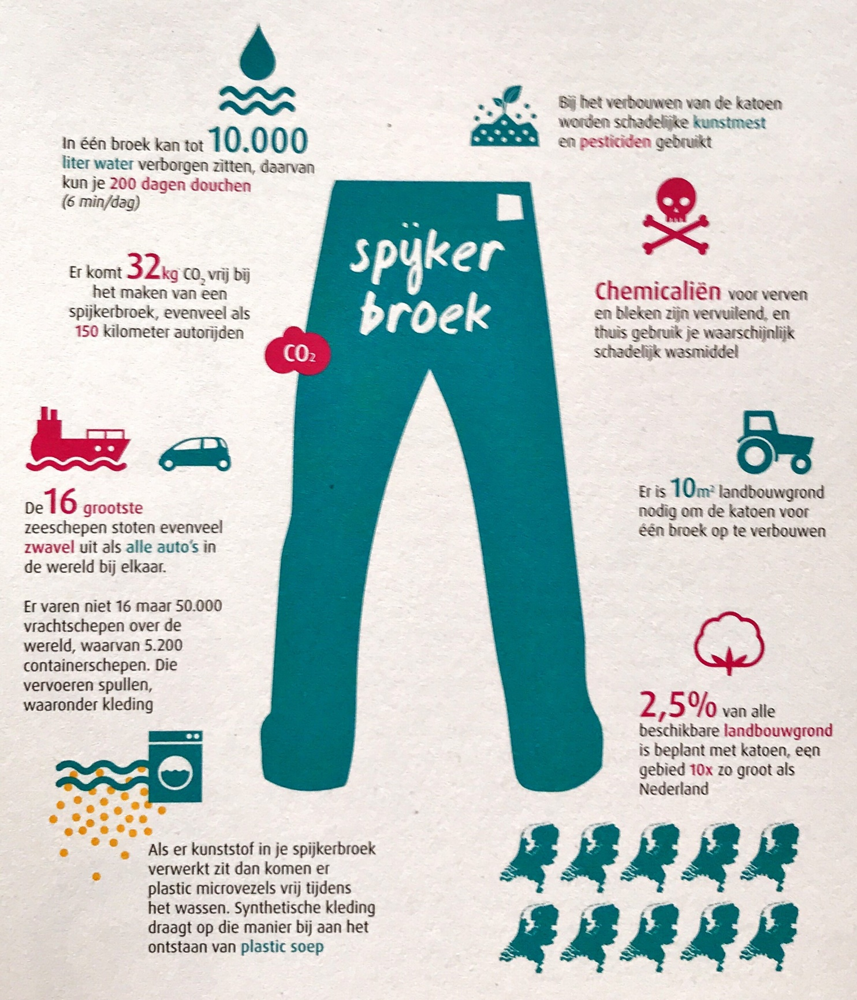 In één broek kan tot 10.000
liter water verborgen zitten, daarvan
kun je 200 dagen douchen
(6 min/dag)
Bij het verbouwen van de katoen
worden schadelijke kunstmest
en pesticiden gebruikt
spijker
broek
Er komt 32kg CO₂ vrij bij
het maken van een
spijkerbroek, evenveel als
150 kilometer autorijden
CO₂
Chemicaliën voor verven
en bleken zijn vervuilend, en
thuis gebruik je waarschijnlijk
schadelijk wasmiddel
De 16 grootste
zeeschepen stoten evenveel
zwavel uit als alle auto's in
de wereld bij elkaar.
Er varen niet 16 maar 50.000
vrachtschepen over de
wereld, waarvan 5.200
containerschepen. Die
vervoeren spullen,
waaronder kleding
Er is 10m² landbouwgrond
nodig om de katoen voor
één broek op te verbouwen
2,5% van alle
beschikbare landbouwgrond
is beplant met katoen, een
gebied 10x zo groot als
Nederland
Als er kunststof in je spijkerbroek
verwerkt zit dan komen er
plastic microvezels vrij tijdens
het wassen. Synthetische kleding
draagt op die manier bij aan het
ontstaan van plastic soep